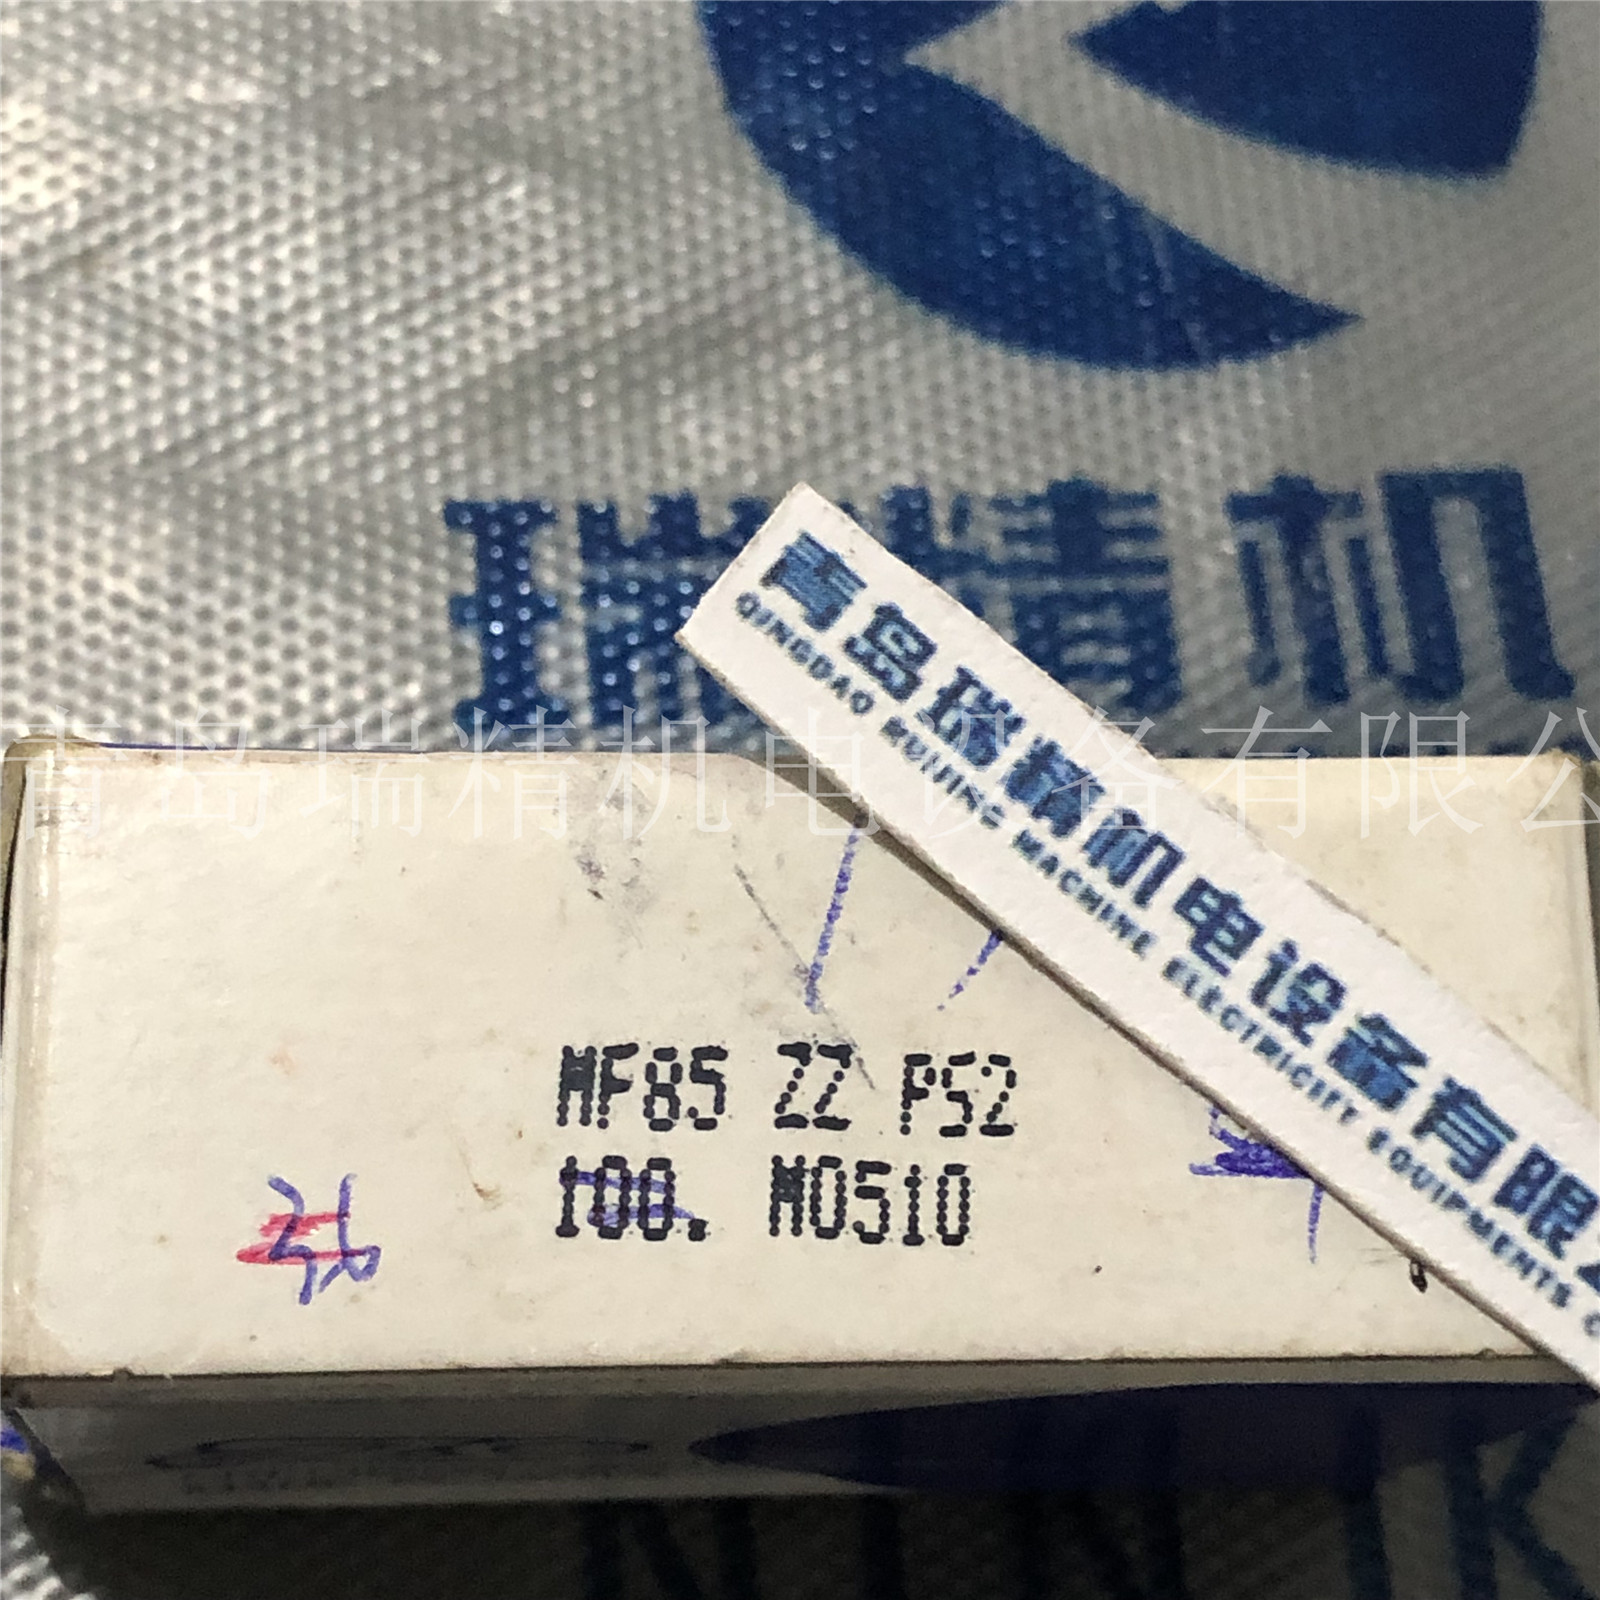 瑞精机
青岛瑞精机电设备有限
QINGDAO RUIJING MACHINE ELECTRICITY EQUIPMENTS C
青岛瑞精机电设备有限公
MF85 ZZ P52
100. M0510